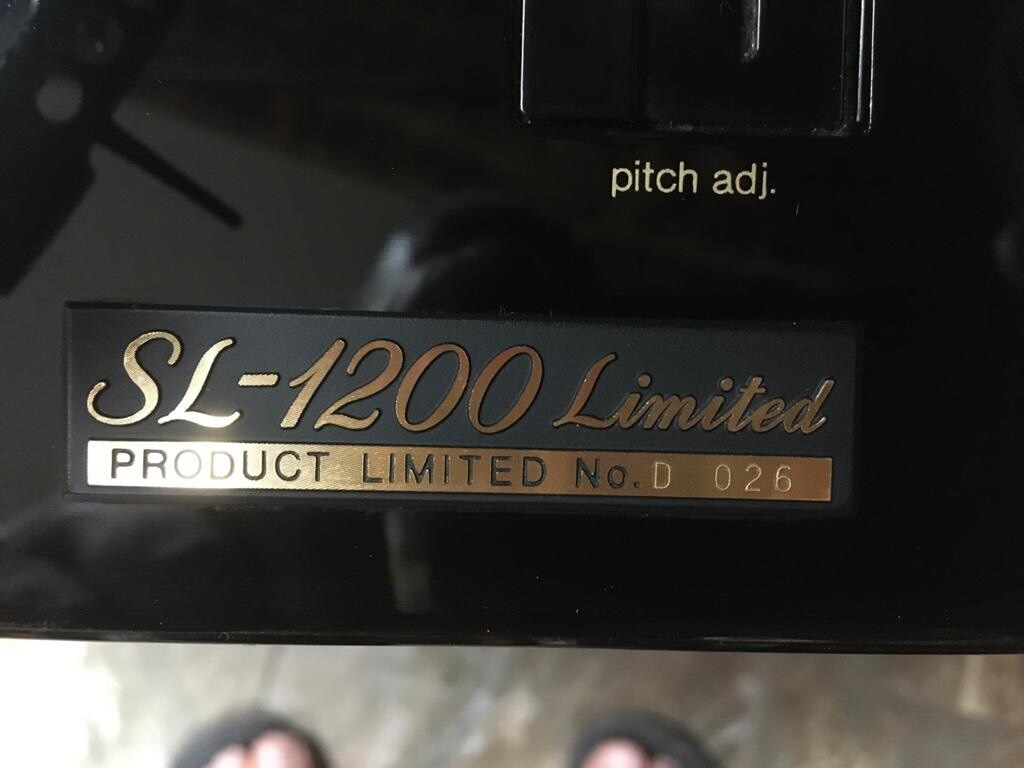 pitch adj.
SL-1200 Limited
PRODUCT LIMITED No. D 026